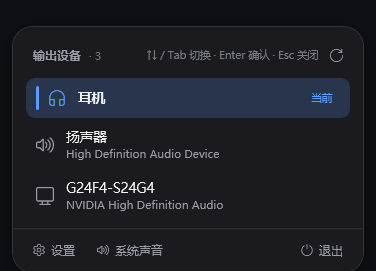 输出设备 · 3 ↑↓ / Tab 切换 · Enter 确认 · Esc 关闭
耳机 当前
扬声器
High Definition Audio Device
G24F4-S24G4
NVIDIA High Definition Audio
设置 系统声音 退出